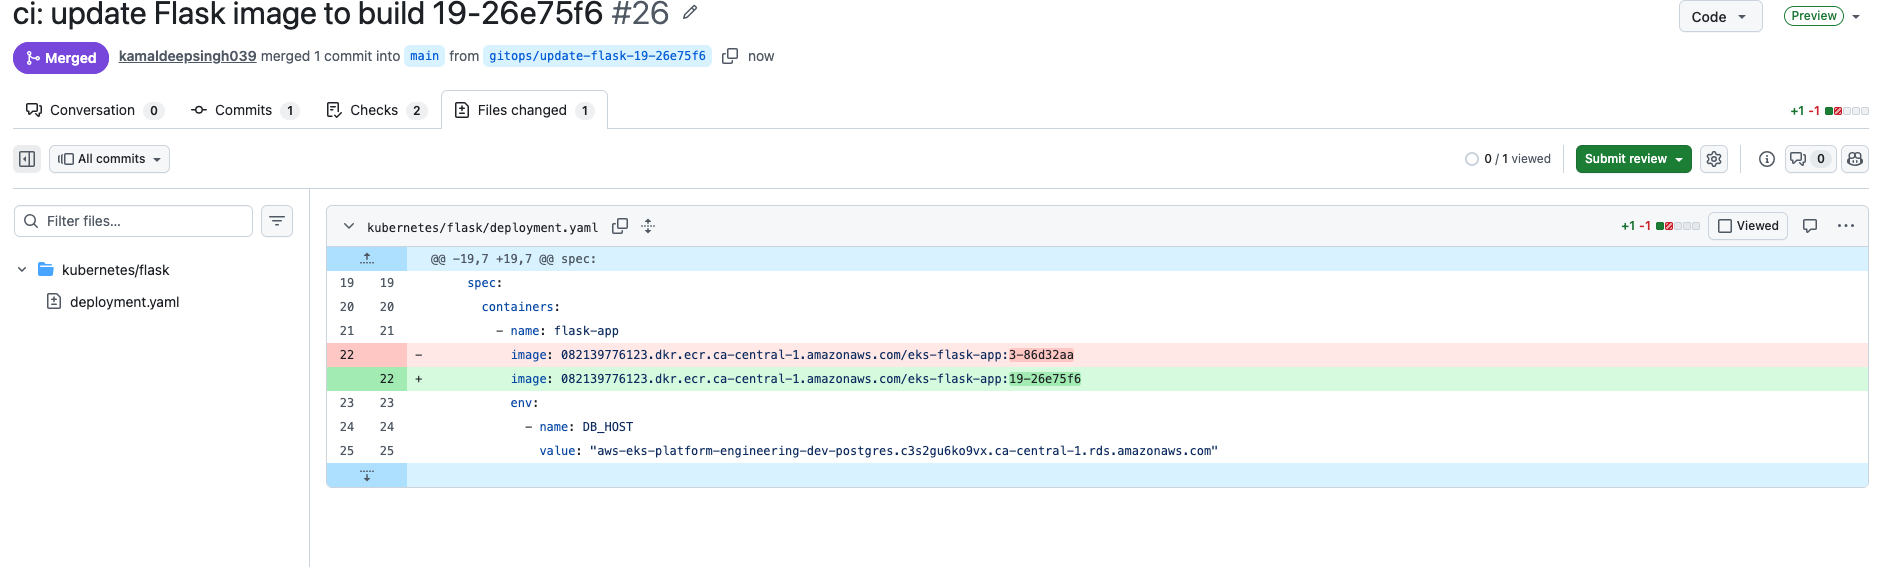 ci: update Flask image to build 19-26e75f6 #26
Code
Preview
Merged
kamaldeepsingh039 merged 1 commit into main from gitops/update-flask-19-26e75f6 now
Conversation 0
Commits 1
Checks 2
Files changed 1
+1 -1
All commits
0 / 1 viewed
Submit review
0
Filter files...
kubernetes/flask
deployment.yaml
kubernetes/flask/deployment.yaml
+1 -1
Viewed
@@ -19,7 +19,7 @@ spec:
19 19 spec:
20 20 containers:
21 21 - name: flask-app
22 - image: 082139776123.dkr.ecr.ca-central-1.amazonaws.com/eks-flask-app:3-86d32aa
22 + image: 082139776123.dkr.ecr.ca-central-1.amazonaws.com/eks-flask-app:19-26e75f6
23 23 env:
24 24 - name: DB_HOST
25 25 value: "aws-eks-platform-engineering-dev-postgres.c3s2gu6ko9vx.ca-central-1.rds.amazonaws.com"